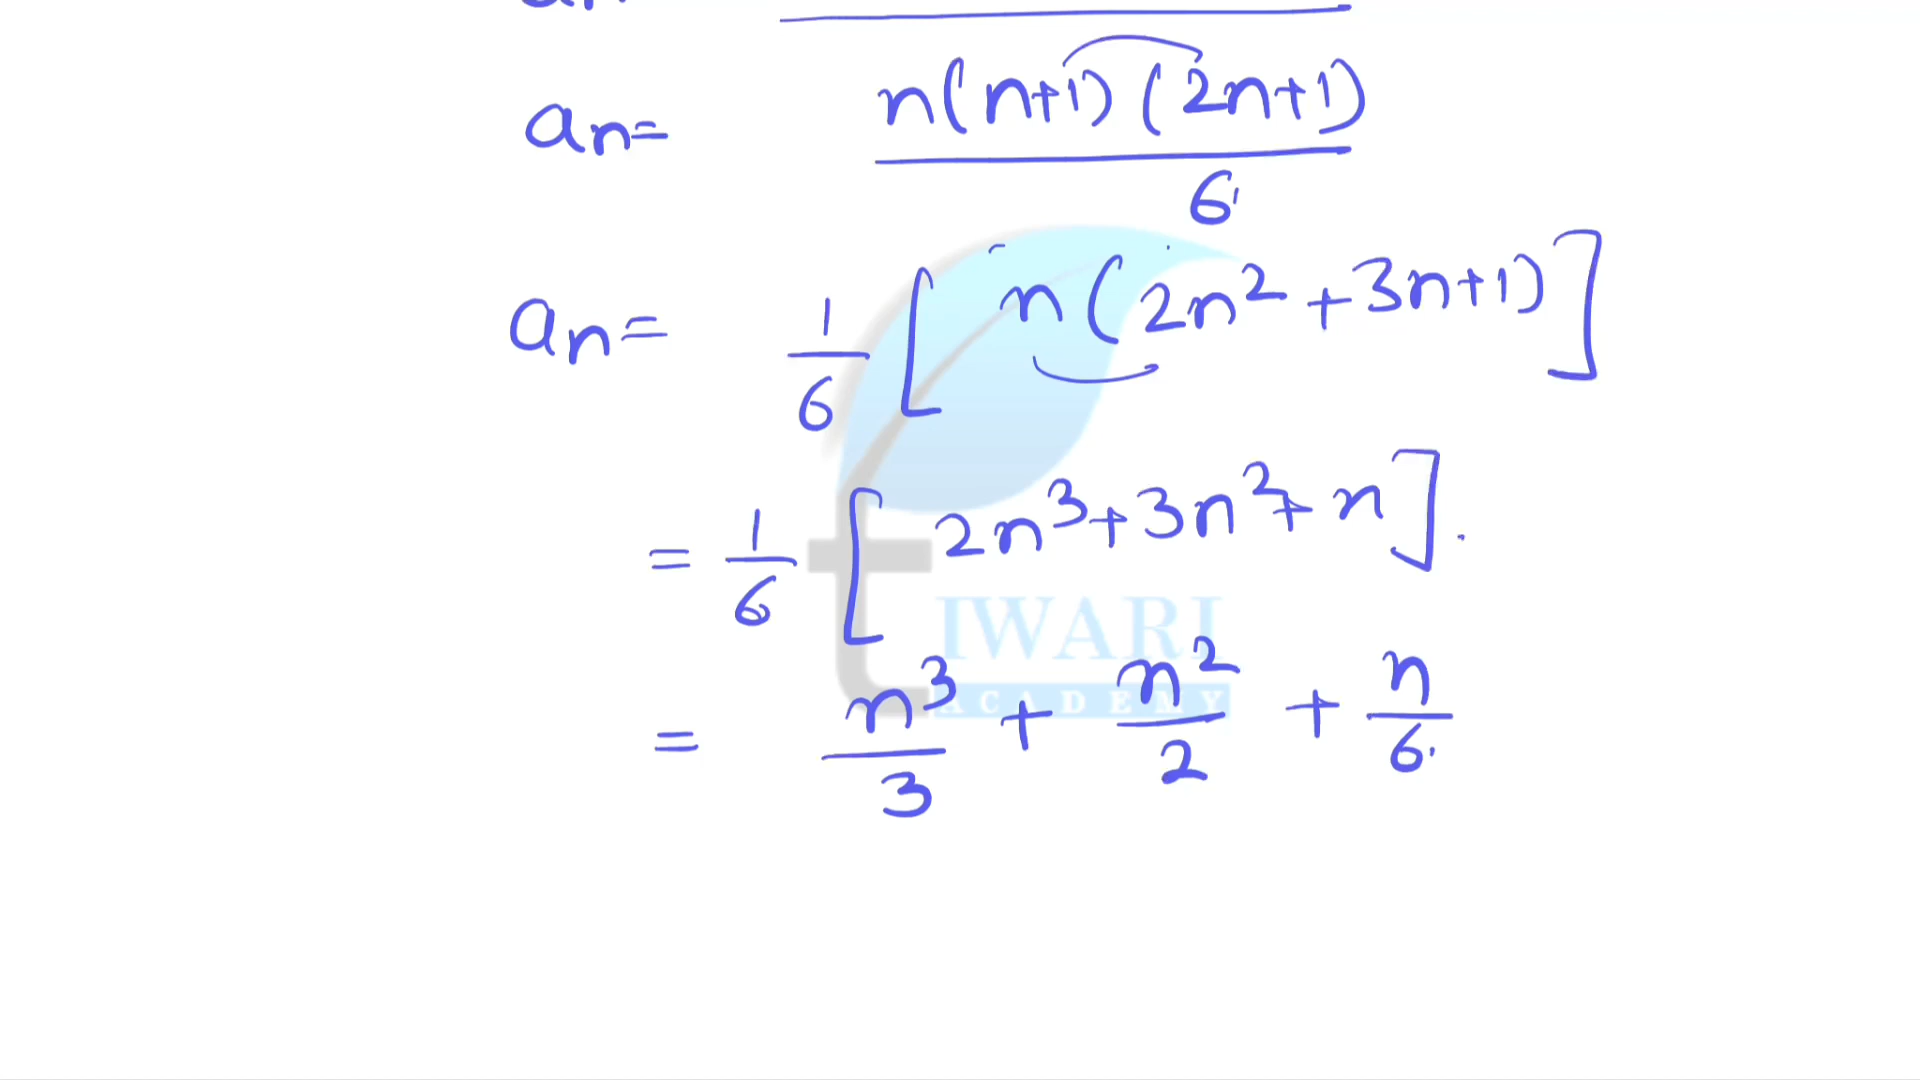 an= n(n+1)(2n+1)
6
an= 1/6 [ n(2n²+3n+1) ]
= 1/6 [ 2n³+3n²+n ].
IWARI
= n³/3 + n²/2 + n/6
ACADEMY